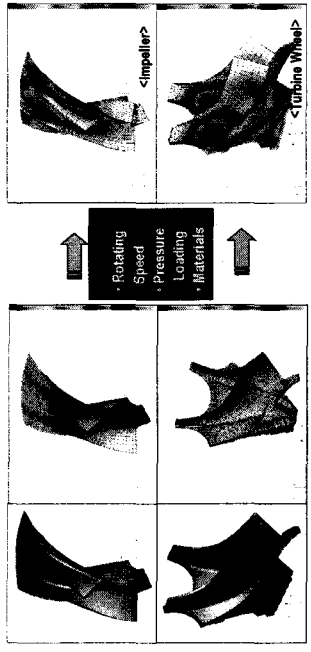 • Rotating
Speed
• Pressure
Loading
• Materials
<Impeller>
<Turbine Wheel>